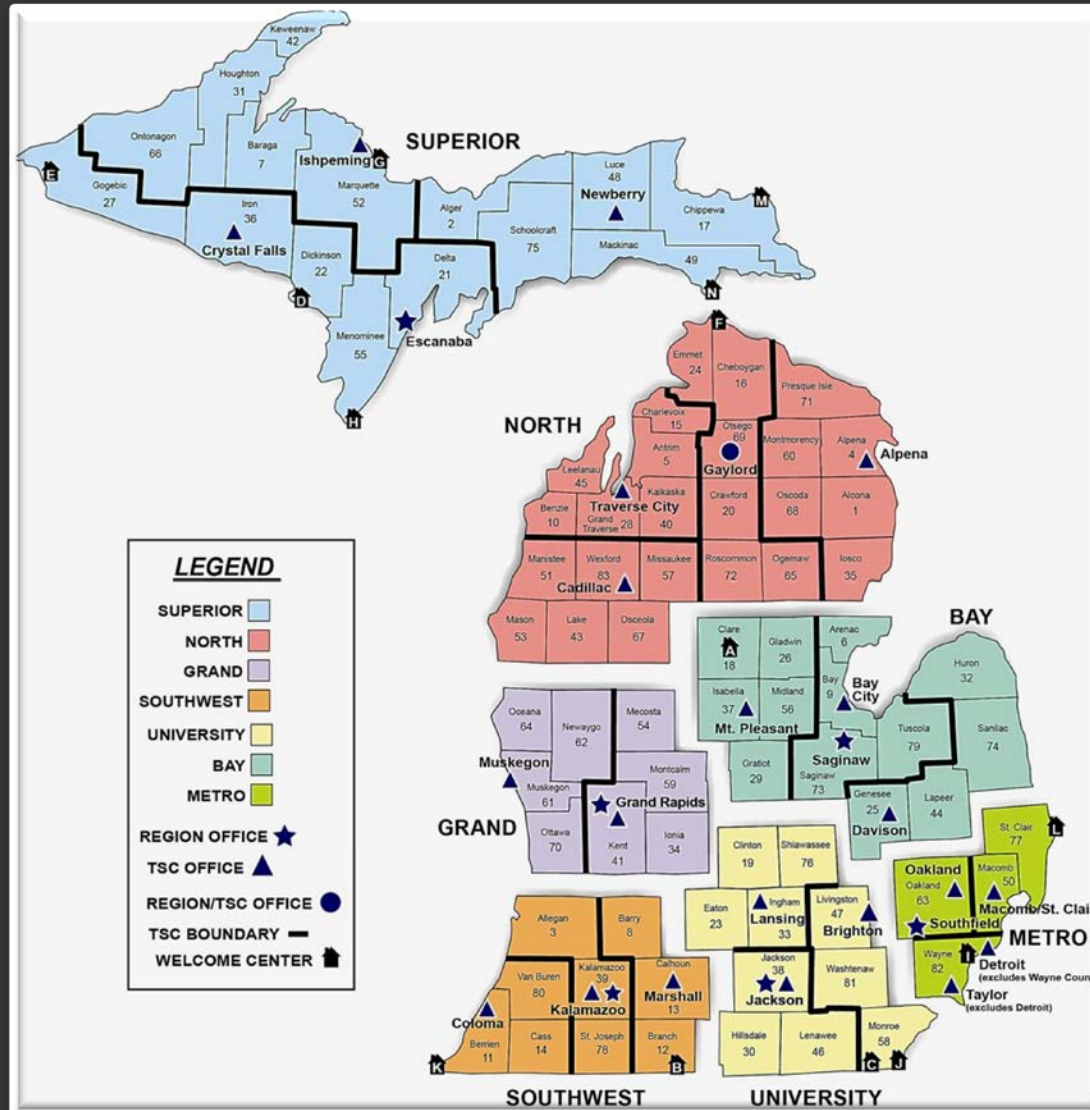 Keweenaw
42
Houghton
31
Ontonagon
66
Baraga
7
Ishpeming
G
SUPERIOR
E
Gogebic
27
Marquette
52
Iron
36
Crystal Falls
Alger
2
Luce
48
Newberry
M
Chippewa
17
Schoolcraft
75
Mackinac
49
N
Dickinson
22
D
Delta
21
Escanaba
Menominee
55
H
F
Emmet
24
Cheboygan
16
Presque Isle
71
NORTH
Charlevoix
15
Otsego
69
Gaylord
Montmorency
60
Alpena
4
Alpena
Antrim
5
Leelanau
45
Traverse City
Benzie
10
Grand
Traverse
28
Kalkaska
40
Crawford
20
Oscoda
68
Alcona
1
Manistee
51
Wexford
83
Cadillac
Missaukee
57
Roscommon
72
Ogemaw
65
Iosco
35
Mason
53
Lake
43
Osceola
67
LEGEND
SUPERIOR
NORTH
GRAND
SOUTHWEST
UNIVERSITY
BAY
METRO
REGION OFFICE
TSC OFFICE
REGION/TSC OFFICE
TSC BOUNDARY
WELCOME CENTER
BAY
Clare
A
18
Gladwin
26
Arenac
6
Huron
32
Isabella
37
Mt. Pleasant
Midland
56
Bay
9
Bay
City
Tuscola
79
Sanilac
74
Gratiot
29
Saginaw
Saginaw
73
Genesee
25
Davison
Lapeer
44
Oceana
64
Newaygo
62
Mecosta
54
Muskegon
Muskegon
61
Montcalm
59
Grand Rapids
GRAND
Ottawa
70
Kent
41
Ionia
34
Clinton
19
Shiawassee
76
St. Clair
77
L
Eaton
23
Ingham
Lansing
33
Livingston
47
Brighton
Oakland
Oakland
63
Southfield
Macomb
50
Macomb/St. Clai
METRO
Wayne
82
I
Detroit
(excludes Wayne Coun
Taylor
(excludes Detroit)
Jackson
38
Jackson
Washtenaw
81
Hillsdale
30
Lenawee
46
Monroe
58
C
J
UNIVERSITY
Allegan
3
Barry
8
Van Buren
80
Kalamazoo
39
Kalamazoo
Calhoun
Marshall
13
Coloma
Berrien
11
K
Cass
14
St. Joseph
78
Branch
12
B
SOUTHWEST